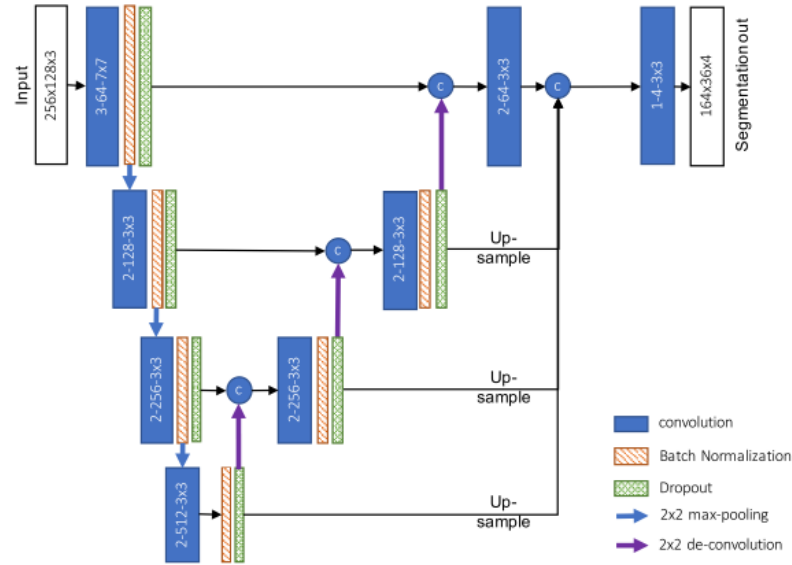 Input
256x128x3
3-64-7x7
C
2-64-3x3
C
1-4-3x3
164x36x4
Segmentation out
2-128-3x3
C
2-128-3x3
Up-
sample
2-256-3x3
C
2-256-3x3
Up-
sample
2-512-3x3
Up-
sample
convolution
Batch Normalization
Dropout
2x2 max-pooling
2x2 de-convolution